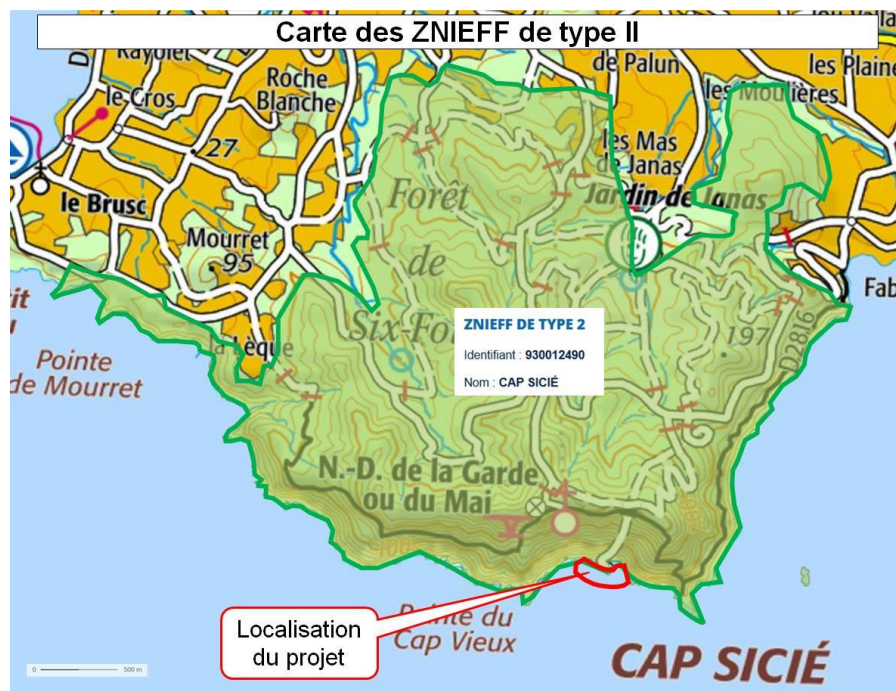 Carte des ZNIEFF de type II
Rayolet
le Cros
Roche
Blanche
de Palun
les Plaine
les Moulières
27
les Mas
de Janas
Jardin de Janas
le Brusc
Forêt
de
Six-Fo
Mourret
95
Fab
Pointe
de Mourret
la Lèque
ZNIEFF DE TYPE 2
Identifiant : 930012490
Nom : CAP SICIÉ
197
D2816
N.-D. de la Garde
ou du Mai
Localisation
du projet
Pointe du
Cap Vieux
CAP SICIÉ
0 500 m